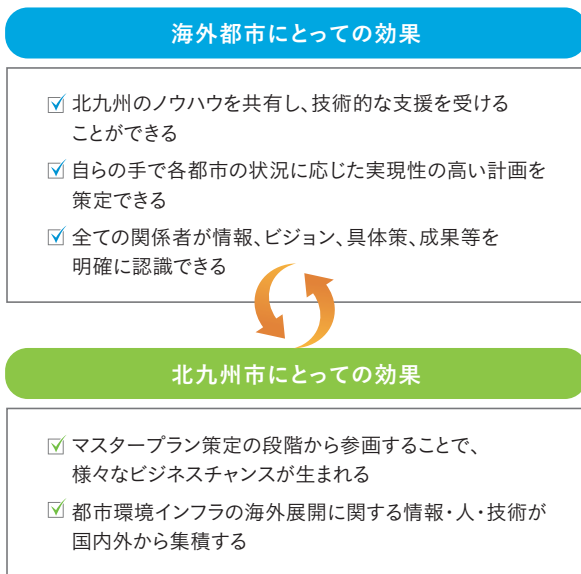 海外都市にとっての効果
北九州のノウハウを共有し、技術的な支援を受ける
ことができる
自らの手で各都市の状況に応じた実現性の高い計画を
策定できる
全ての関係者が情報、ビジョン、具体策、成果等を
明確に認識できる
北九州市にとっての効果
マスタープラン策定の段階から参画することで、
様々なビジネスチャンスが生まれる
都市環境インフラの海外展開に関する情報・人・技術が
国内外から集積する